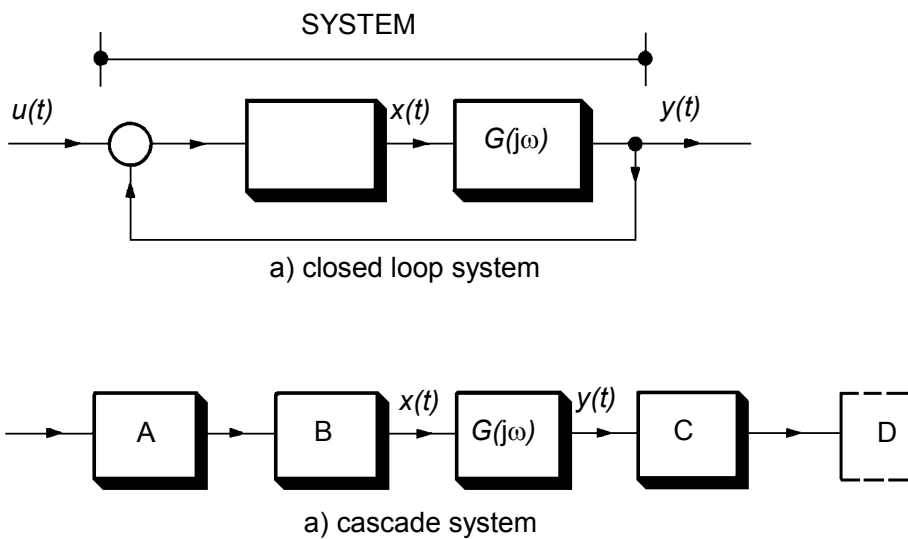 SYSTEM
u(t)
x(t)
G(jω)
y(t)
a) closed loop system
A
B
x(t)
G(jω)
y(t)
C
D
a) cascade system